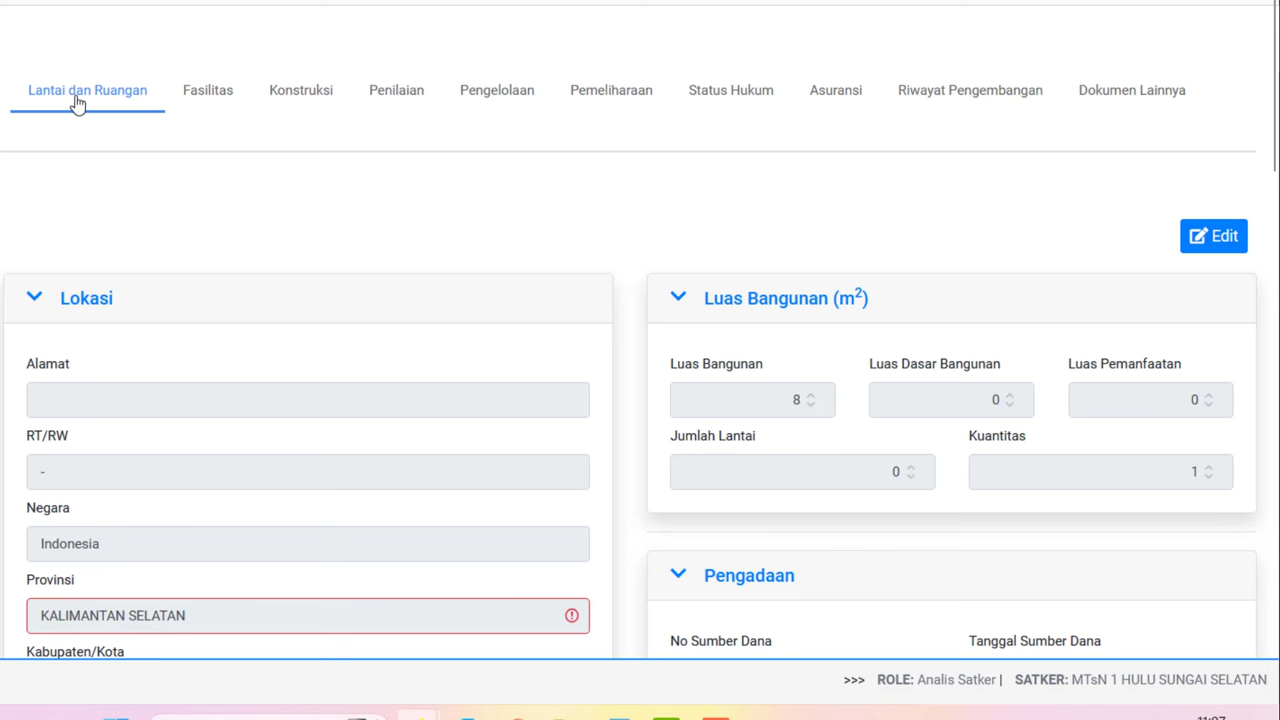 Lantai dan Ruangan Fasilitas Konstruksi Penilaian Pengelolaan Pemeliharaan Status Hukum Asuransi Riwayat Pengembangan Dokumen Lainnya
Edit
Lokasi
Alamat
RT/RW
-
Negara
Indonesia
Provinsi
KALIMANTAN SELATAN
Kabupaten/Kota
Luas Bangunan (m2)
Luas Bangunan Luas Dasar Bangunan Luas Pemanfaatan
8 0 0
Jumlah Lantai Kuantitas
0 1
Pengadaan
No Sumber Dana Tanggal Sumber Dana
>>> ROLE: Analis Satker | SATKER: MTsN 1 HULU SUNGAI SELATAN